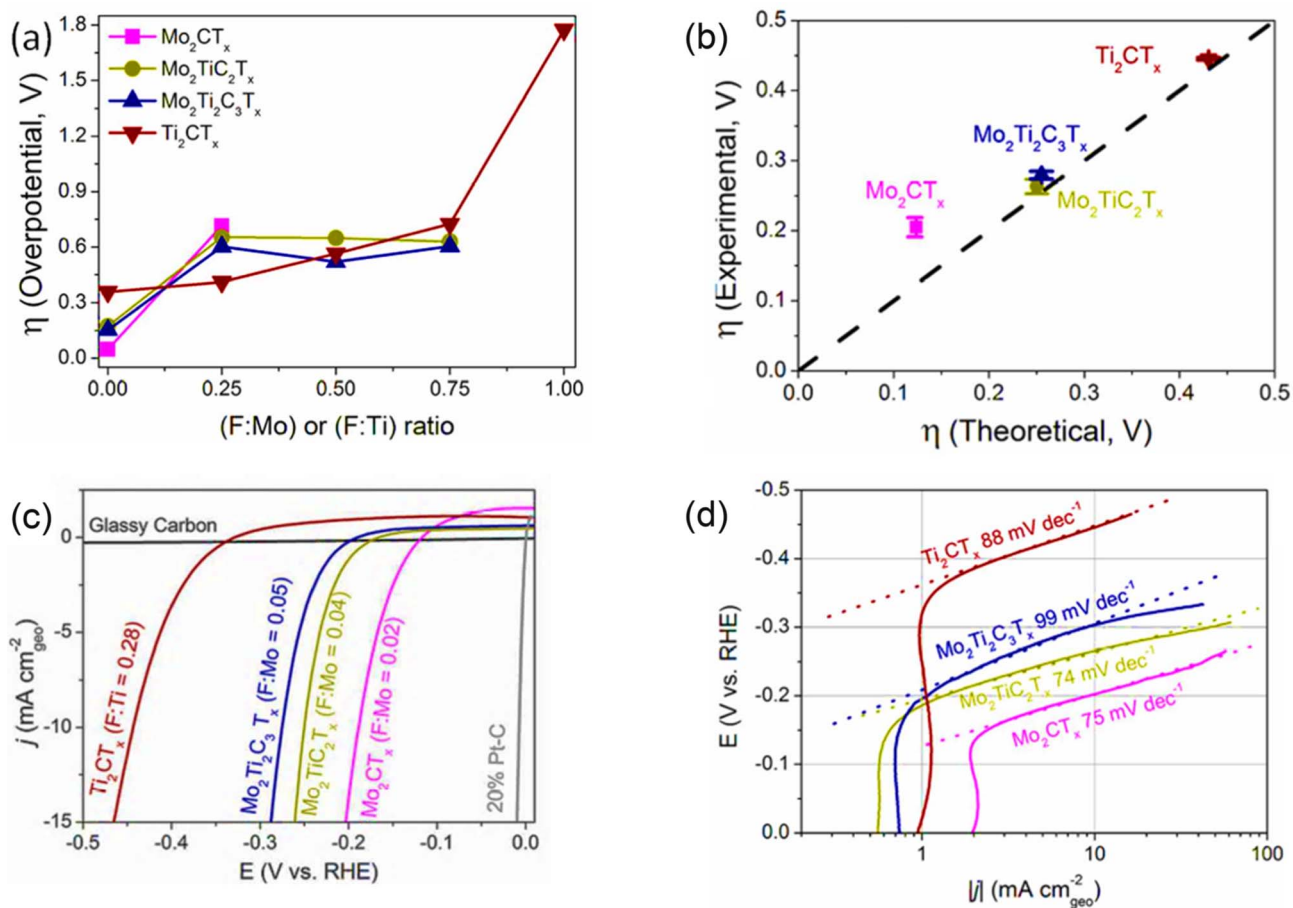 (a)
η (Overpotential, V)
1.8
1.5
1.2
0.9
0.6
0.3
0.0
Mo₂CTₓ
Mo₂TiC₂Tₓ
Mo₂Ti₂C₃Tₓ
Ti₂CTₓ
0.00 0.25 0.50 0.75 1.00
(F:Mo) or (F:Ti) ratio
(b)
η (Experimental, V)
0.5
0.4
0.3
0.2
0.1
0.0
Ti₂CTₓ
Mo₂Ti₂C₃Tₓ
Mo₂CTₓ
Mo₂TiC₂Tₓ
0.0 0.1 0.2 0.3 0.4 0.5
η (Theoretical, V)
(c)
j (mA cm⁻²geo)
0
-5
-10
-15
Glassy Carbon
Ti₂CTₓ (F:Ti = 0.28)
Mo₂Ti₂C₃Tₓ (F:Mo = 0.05)
Mo₂TiC₂Tₓ (F:Mo = 0.04)
Mo₂CTₓ (F:Mo = 0.02)
20% Pt-C
-0.5 -0.4 -0.3 -0.2 -0.1 0.0
E (V vs. RHE)
(d)
E (V vs. RHE)
-0.5
-0.4
-0.3
-0.2
-0.1
0.0
Ti₂CTₓ 88 mV dec⁻¹
Mo₂Ti₂C₃Tₓ 99 mV dec⁻¹
Mo₂TiC₂Tₓ 74 mV dec⁻¹
Mo₂CTₓ 75 mV dec⁻¹
1 10 100
|j| (mA cm⁻²geo)